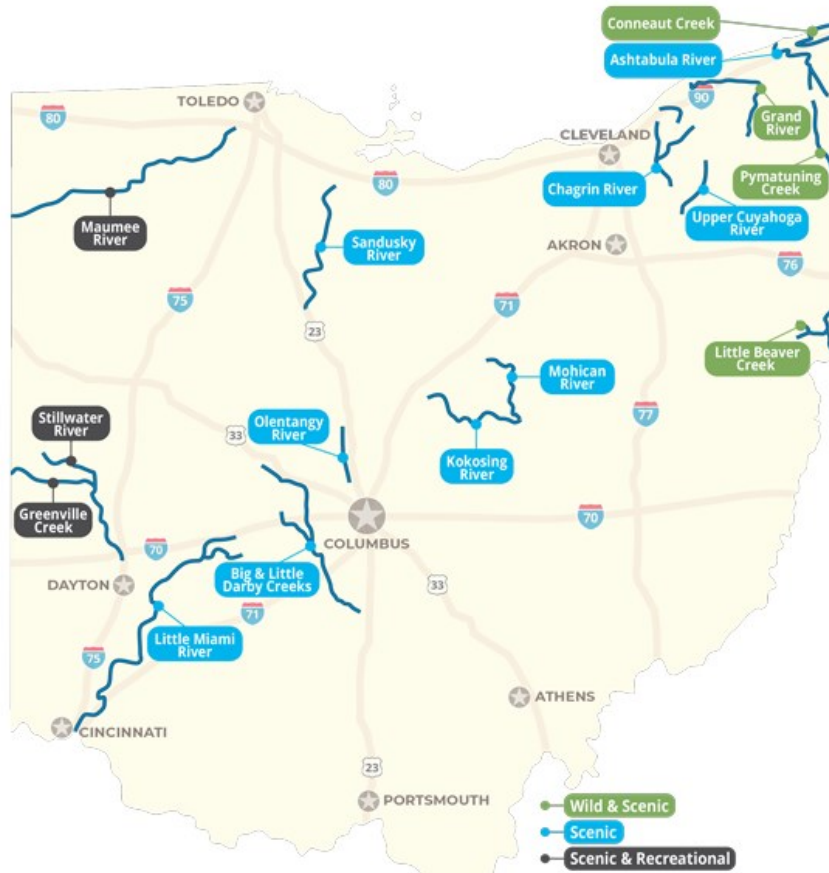 Conneaut Creek
Ashtabula River
TOLEDO
90
80
Grand
River
CLEVELAND
Pymatuning
Creek
Chagrin River
80
Maumee
River
Upper Cuyahoga
River
Sandusky
River
AKRON
76
75
71
23
Little Beaver
Creek
Mohican
River
77
Stillwater
River
Olentangy
River
33
Kokosing
River
Greenville
Creek
70
COLUMBUS
70
DAYTON
Big & Little
Darby Creeks
33
71
Little Miami
River
75
ATHENS
CINCINNATI
23
PORTSMOUTH
Wild & Scenic
Scenic
Scenic & Recreational